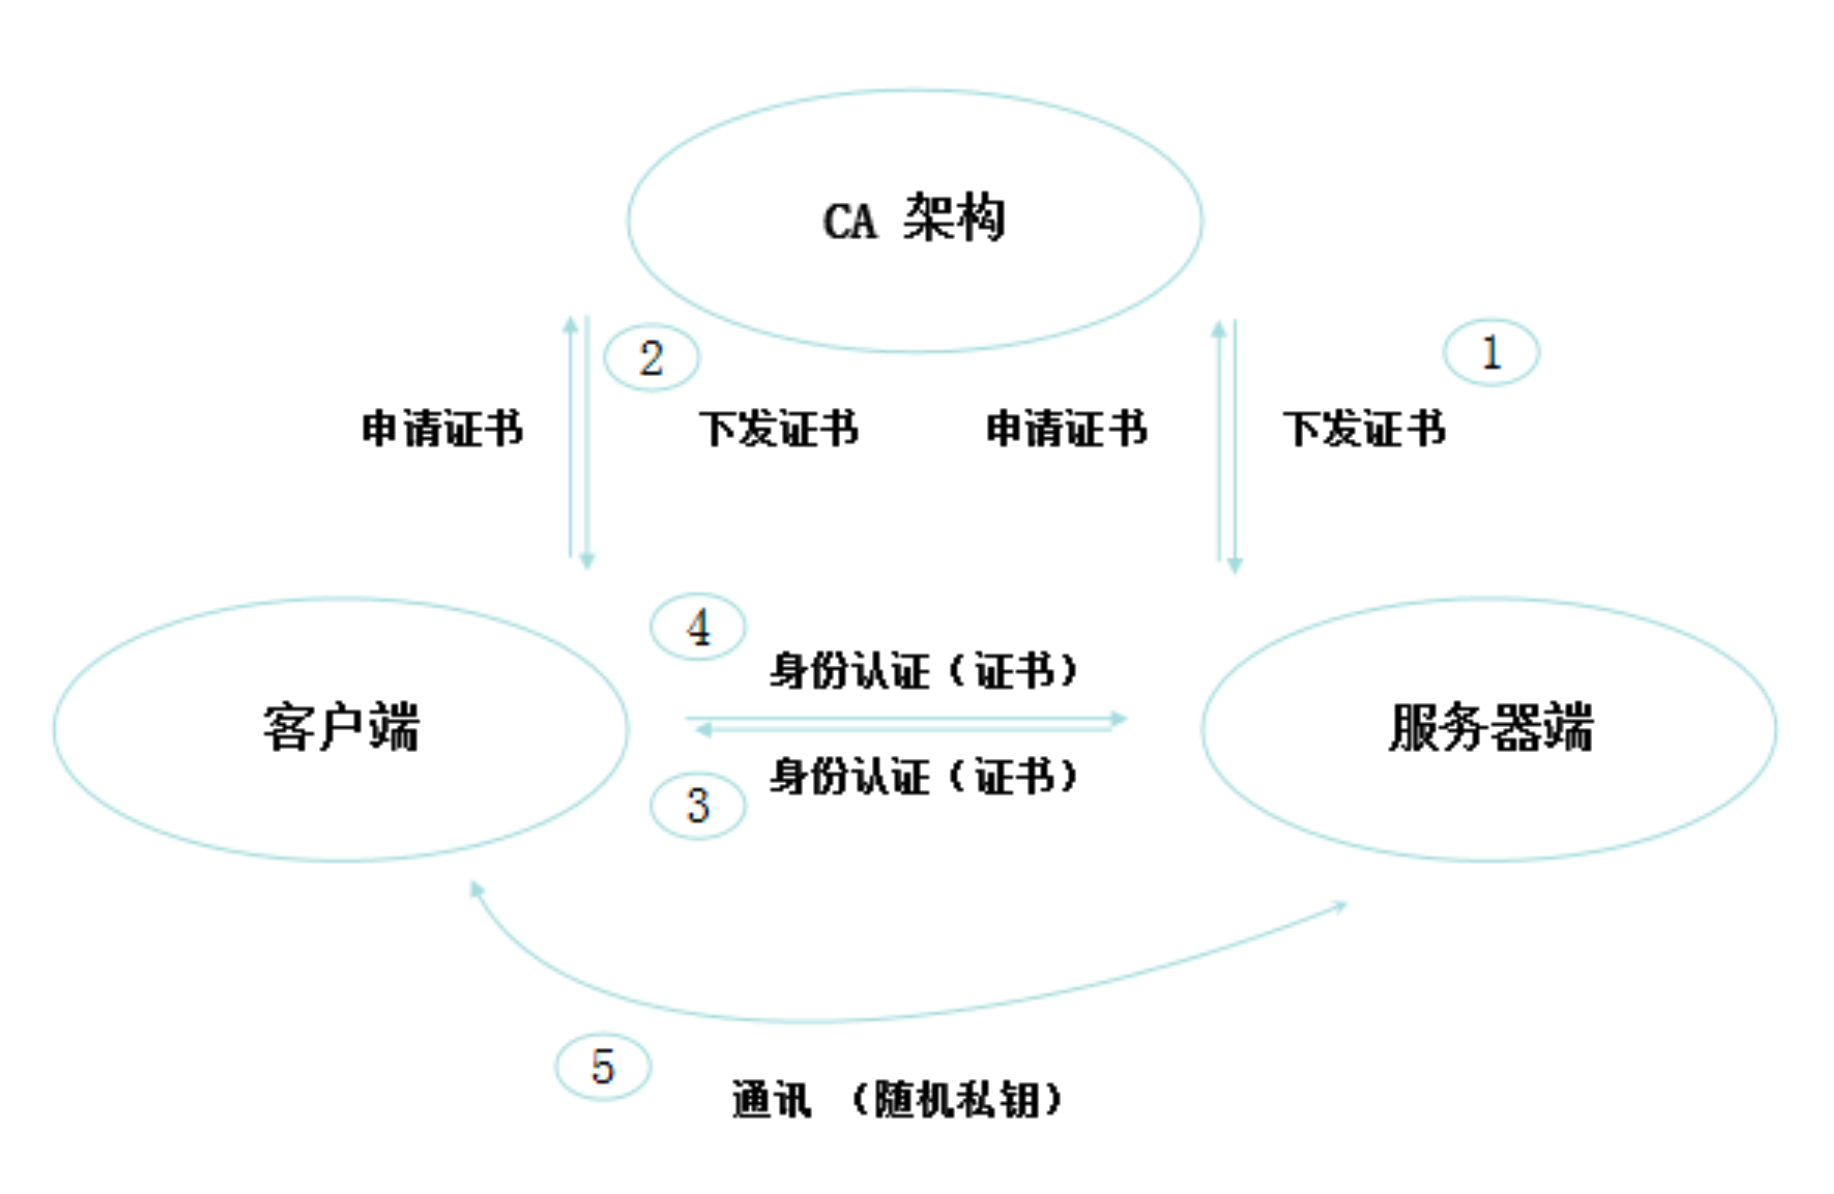 CA 架构
2
1
申请证书
下发证书
申请证书
下发证书
4
身份认证（证书）
客户端
服务器端
身份认证（证书）
3
5
通讯 （随机私钥）